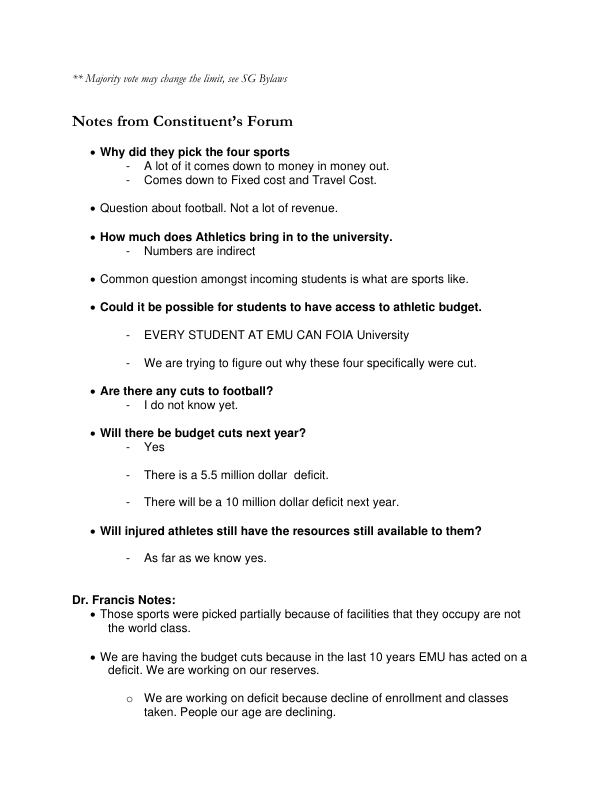 ** Majority vote may change the limit, see SG Bylaws
Notes from Constituent's Forum
• Why did they pick the four sports
- A lot of it comes down to money in money out.
- Comes down to Fixed cost and Travel Cost.
• Question about football. Not a lot of revenue.
• How much does Athletics bring in to the university.
- Numbers are indirect
• Common question amongst incoming students is what are sports like.
• Could it be possible for students to have access to athletic budget.
- EVERY STUDENT AT EMU CAN FOIA University
- We are trying to figure out why these four specifically were cut.
• Are there any cuts to football?
- I do not know yet.
• Will there be budget cuts next year?
- Yes
- There is a 5.5 million dollar  deficit.
- There will be a 10 million dollar deficit next year.
• Will injured athletes still have the resources still available to them?
- As far as we know yes.
Dr. Francis Notes:
• Those sports were picked partially because of facilities that they occupy are not
the world class.
• We are having the budget cuts because in the last 10 years EMU has acted on a
deficit. We are working on our reserves.
o We are working on deficit because decline of enrollment and classes
taken. People our age are declining.